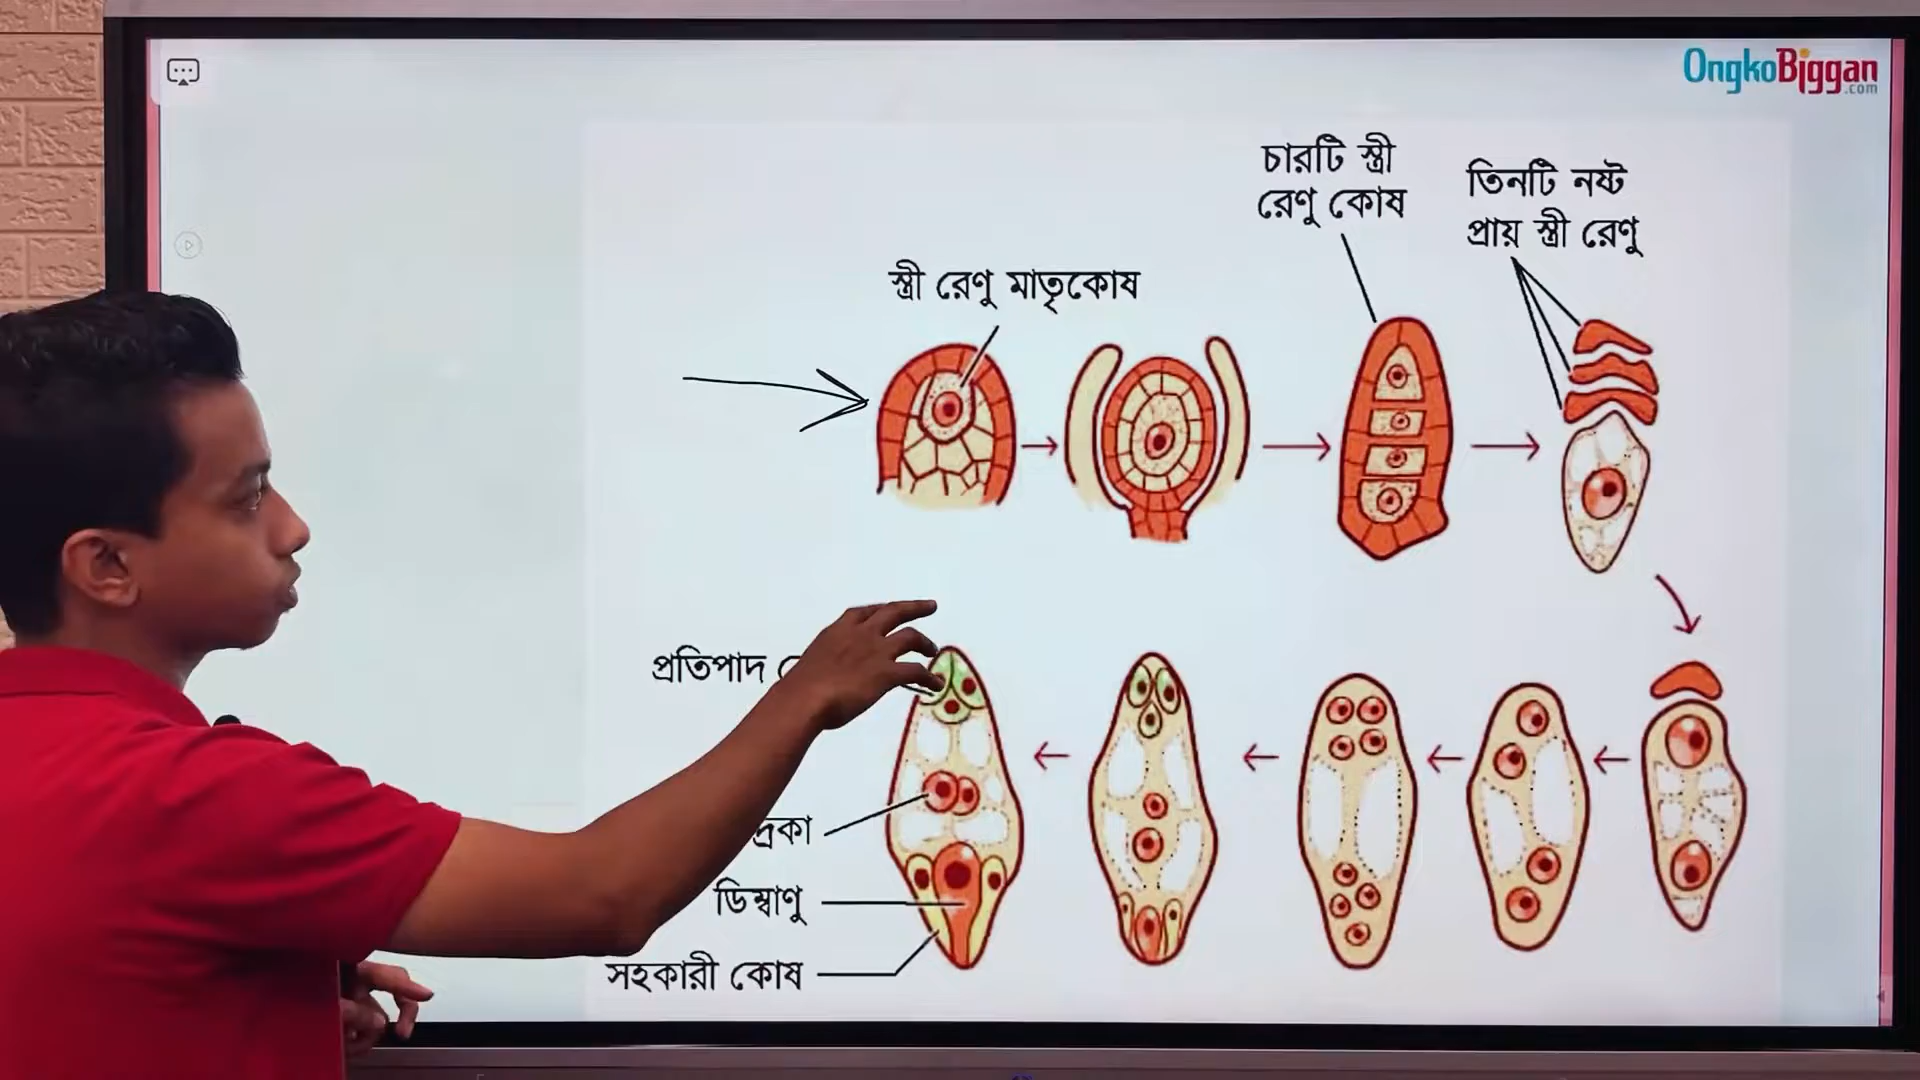 OngkoBiggan
.com
চারটি স্ত্রী
রেণু কোষ
তিনটি নষ্ট
প্রায় স্ত্রী রেণু
স্ত্রী রেণু মাতৃকোষ
প্রতিপাদ
ডিম্বাণু
সহকারী কোষ